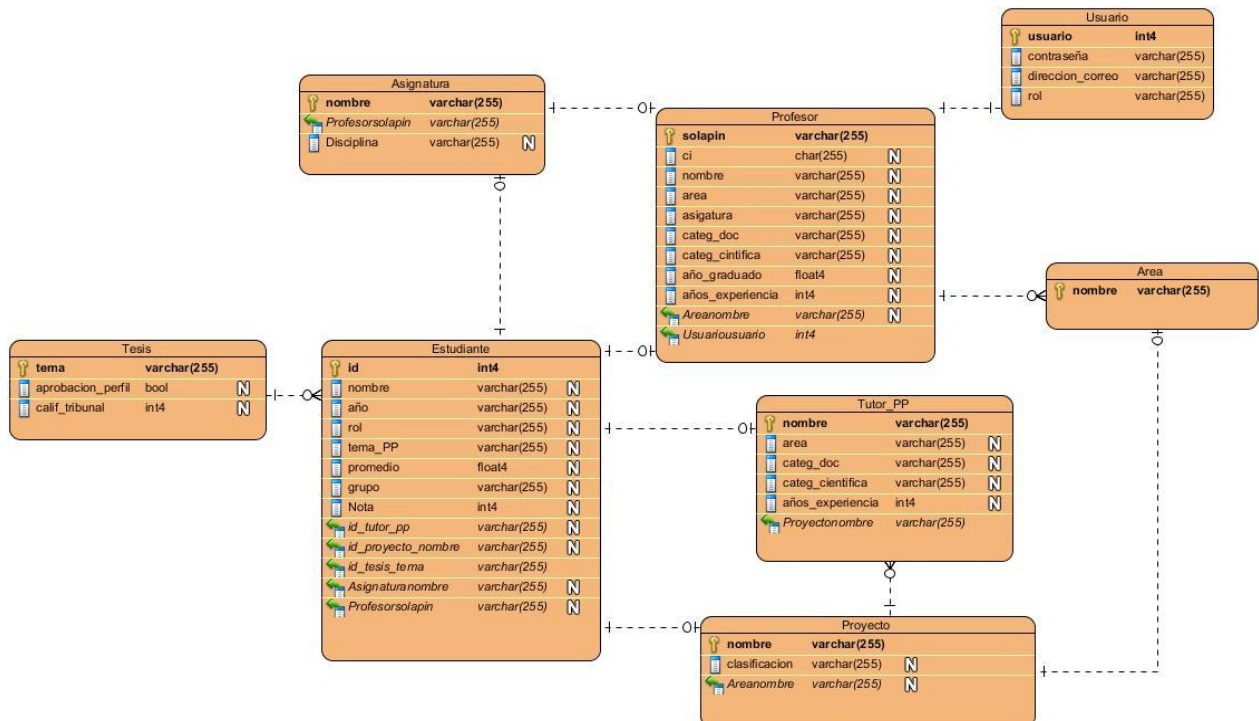 Usuario
usuario int4
contraseña varchar(255)
direccion_correo varchar(255)
rol varchar(255)
Asignatura
nombre varchar(255)
Profesorsolapin varchar(255)
Disciplina varchar(255) N
Profesor
solapin varchar(255)
ci char(255) N
nombre varchar(255) N
area varchar(255) N
asigatura varchar(255) N
categ_doc varchar(255) N
categ_cintifica varchar(255) N
año_graduado float4 N
años_experiencia int4 N
Areanombre varchar(255) N
Usuariousuario int4
Area
nombre varchar(255)
Tesis
tema varchar(255)
aprobacion_perfil bool N
calif_tribunal int4 N
Estudiante
id int4
nombre varchar(255) N
año varchar(255) N
rol varchar(255) N
tema_PP varchar(255) N
promedio float4 N
grupo varchar(255) N
Nota int4 N
id_tutor_pp varchar(255) N
id_proyecto_nombre varchar(255) N
id_tesis_tema varchar(255)
Asignaturanombre varchar(255) N
Profesorsolapin varchar(255) N
Tutor_PP
nombre varchar(255)
area varchar(255) N
categ_doc varchar(255) N
categ_cientifica varchar(255) N
años_experiencia int4 N
Proyectonombre varchar(255)
Proyecto
nombre varchar(255)
clasificacion varchar(255) N
Areanombre varchar(255) N